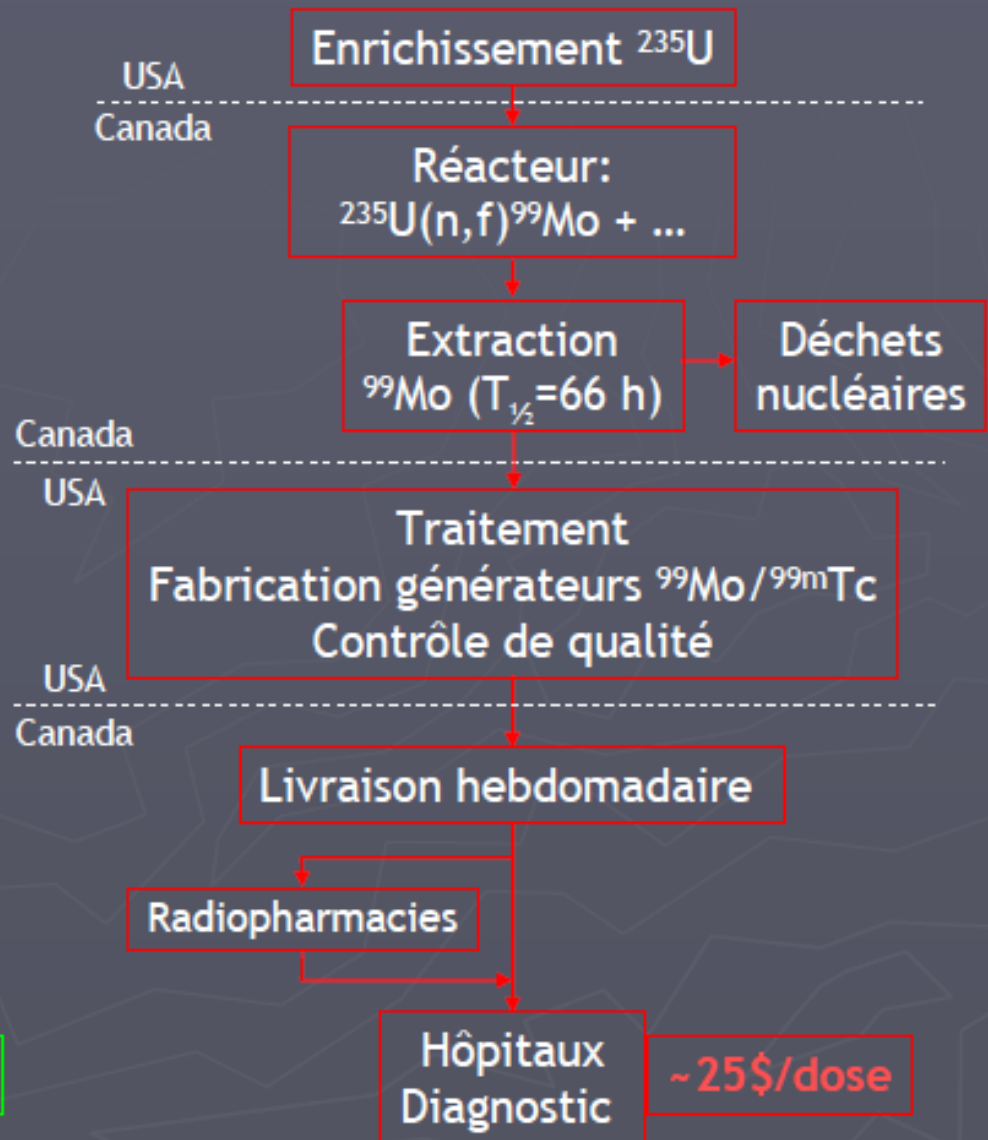 Enrichissement ²³⁵U
USA
Canada
Réacteur:
²³⁵U(n,f)⁹⁹Mo + ...
Extraction
⁹⁹Mo (T½=66 h)
Déchets
nucléaires
Canada
USA
Traitement
Fabrication générateurs ⁹⁹Mo/⁹⁹ᵐTc
Contrôle de qualité
USA
Canada
Livraison hebdomadaire
Radiopharmacies
Hôpitaux
Diagnostic
~25$/dose